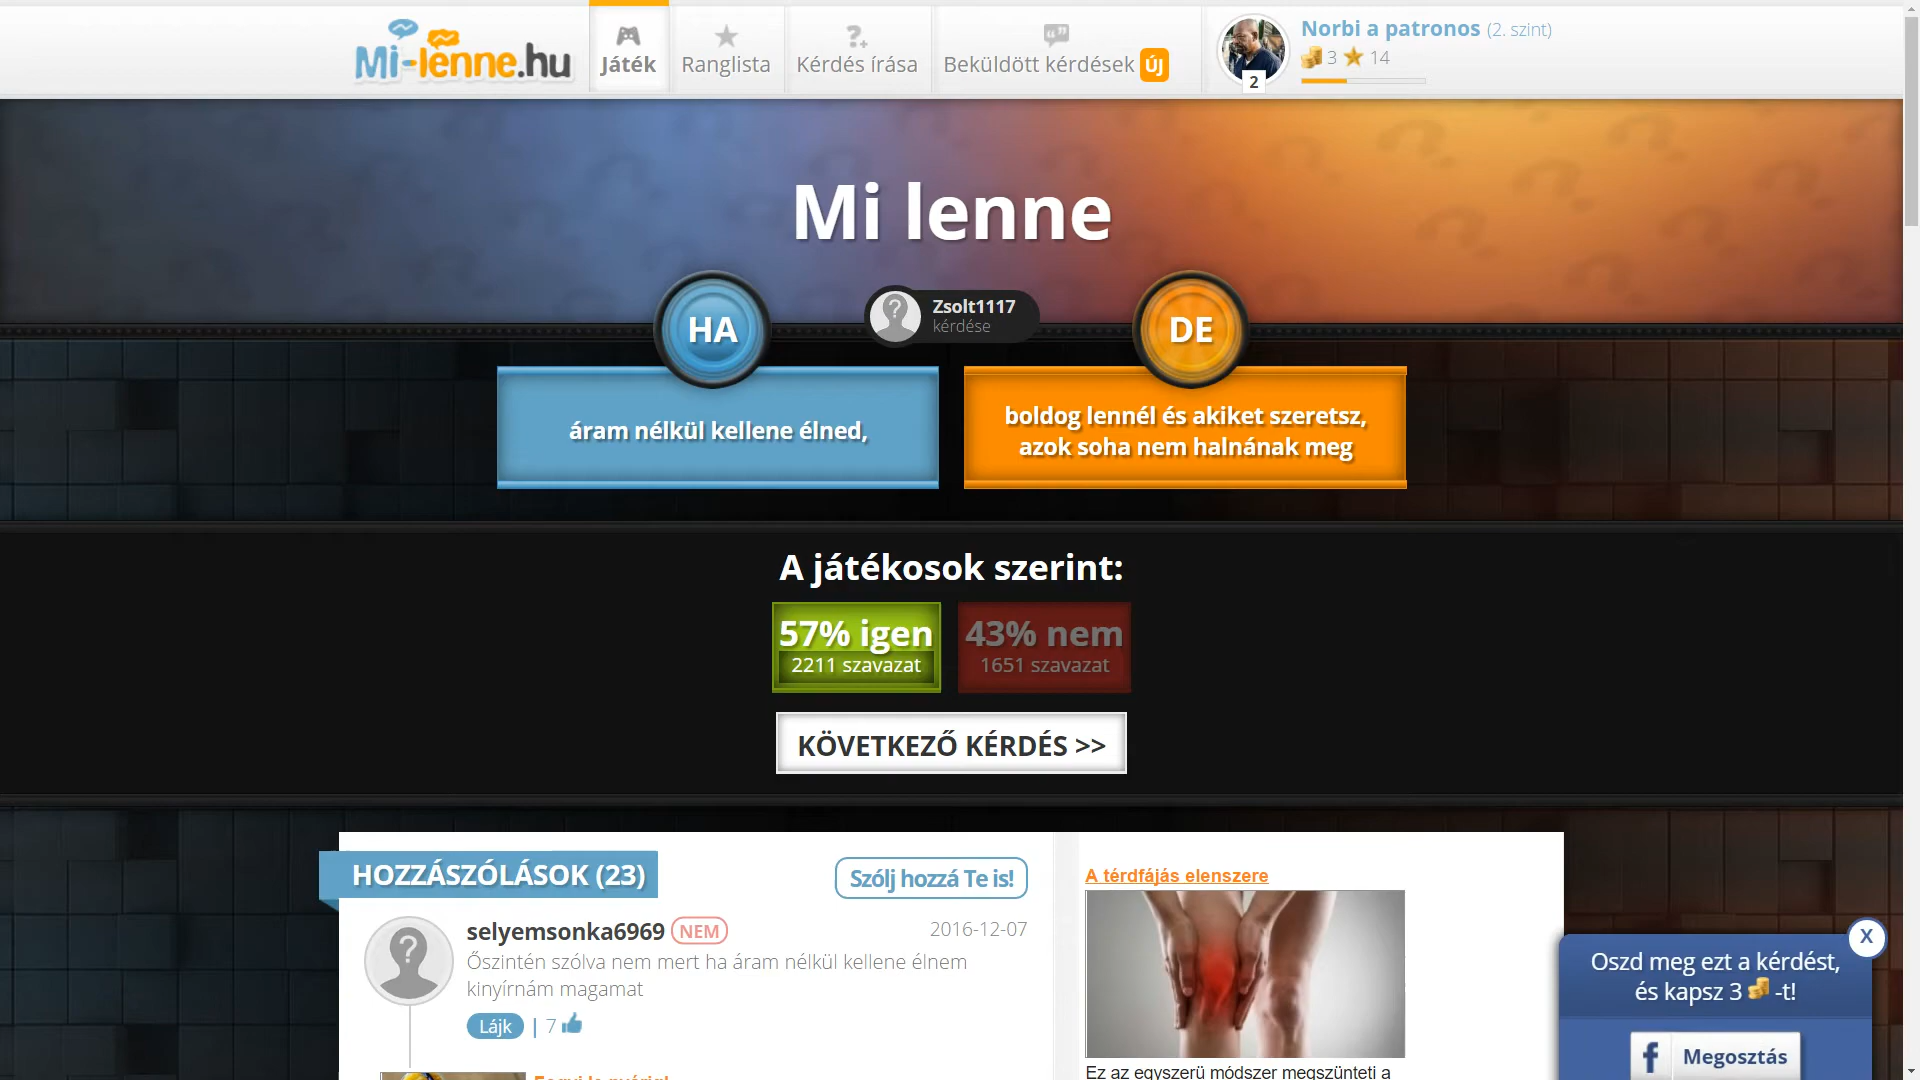 Mi-lenne.hu
Játék
Ranglista
Kérdés írása
Beküldött kérdések ÚJ
Norbi a patronos (2. szint)
3 14
2
Mi lenne
HA
Zsolt1117
kérdése
DE
áram nélkül kellene élned,
boldog lennél és akiket szeretsz,
azok soha nem halnának meg
A játékosok szerint:
57% igen
2211 szavazat
43% nem
1651 szavazat
KÖVETKEZŐ KÉRDÉS >>
HOZZÁSZÓLÁSOK (23)
Szólj hozzá Te is!
selyemsonka6969 NEM
2016-12-07
Őszintén szólva nem mert ha áram nélkül kellene élnem
kinyírnám magamat
Lájk | 7
A térdfájás elenszere
Ez az egyszerü módszer megszünteti a
X
Oszd meg ezt a kérdést,
és kapsz 3 -t!
Megosztás